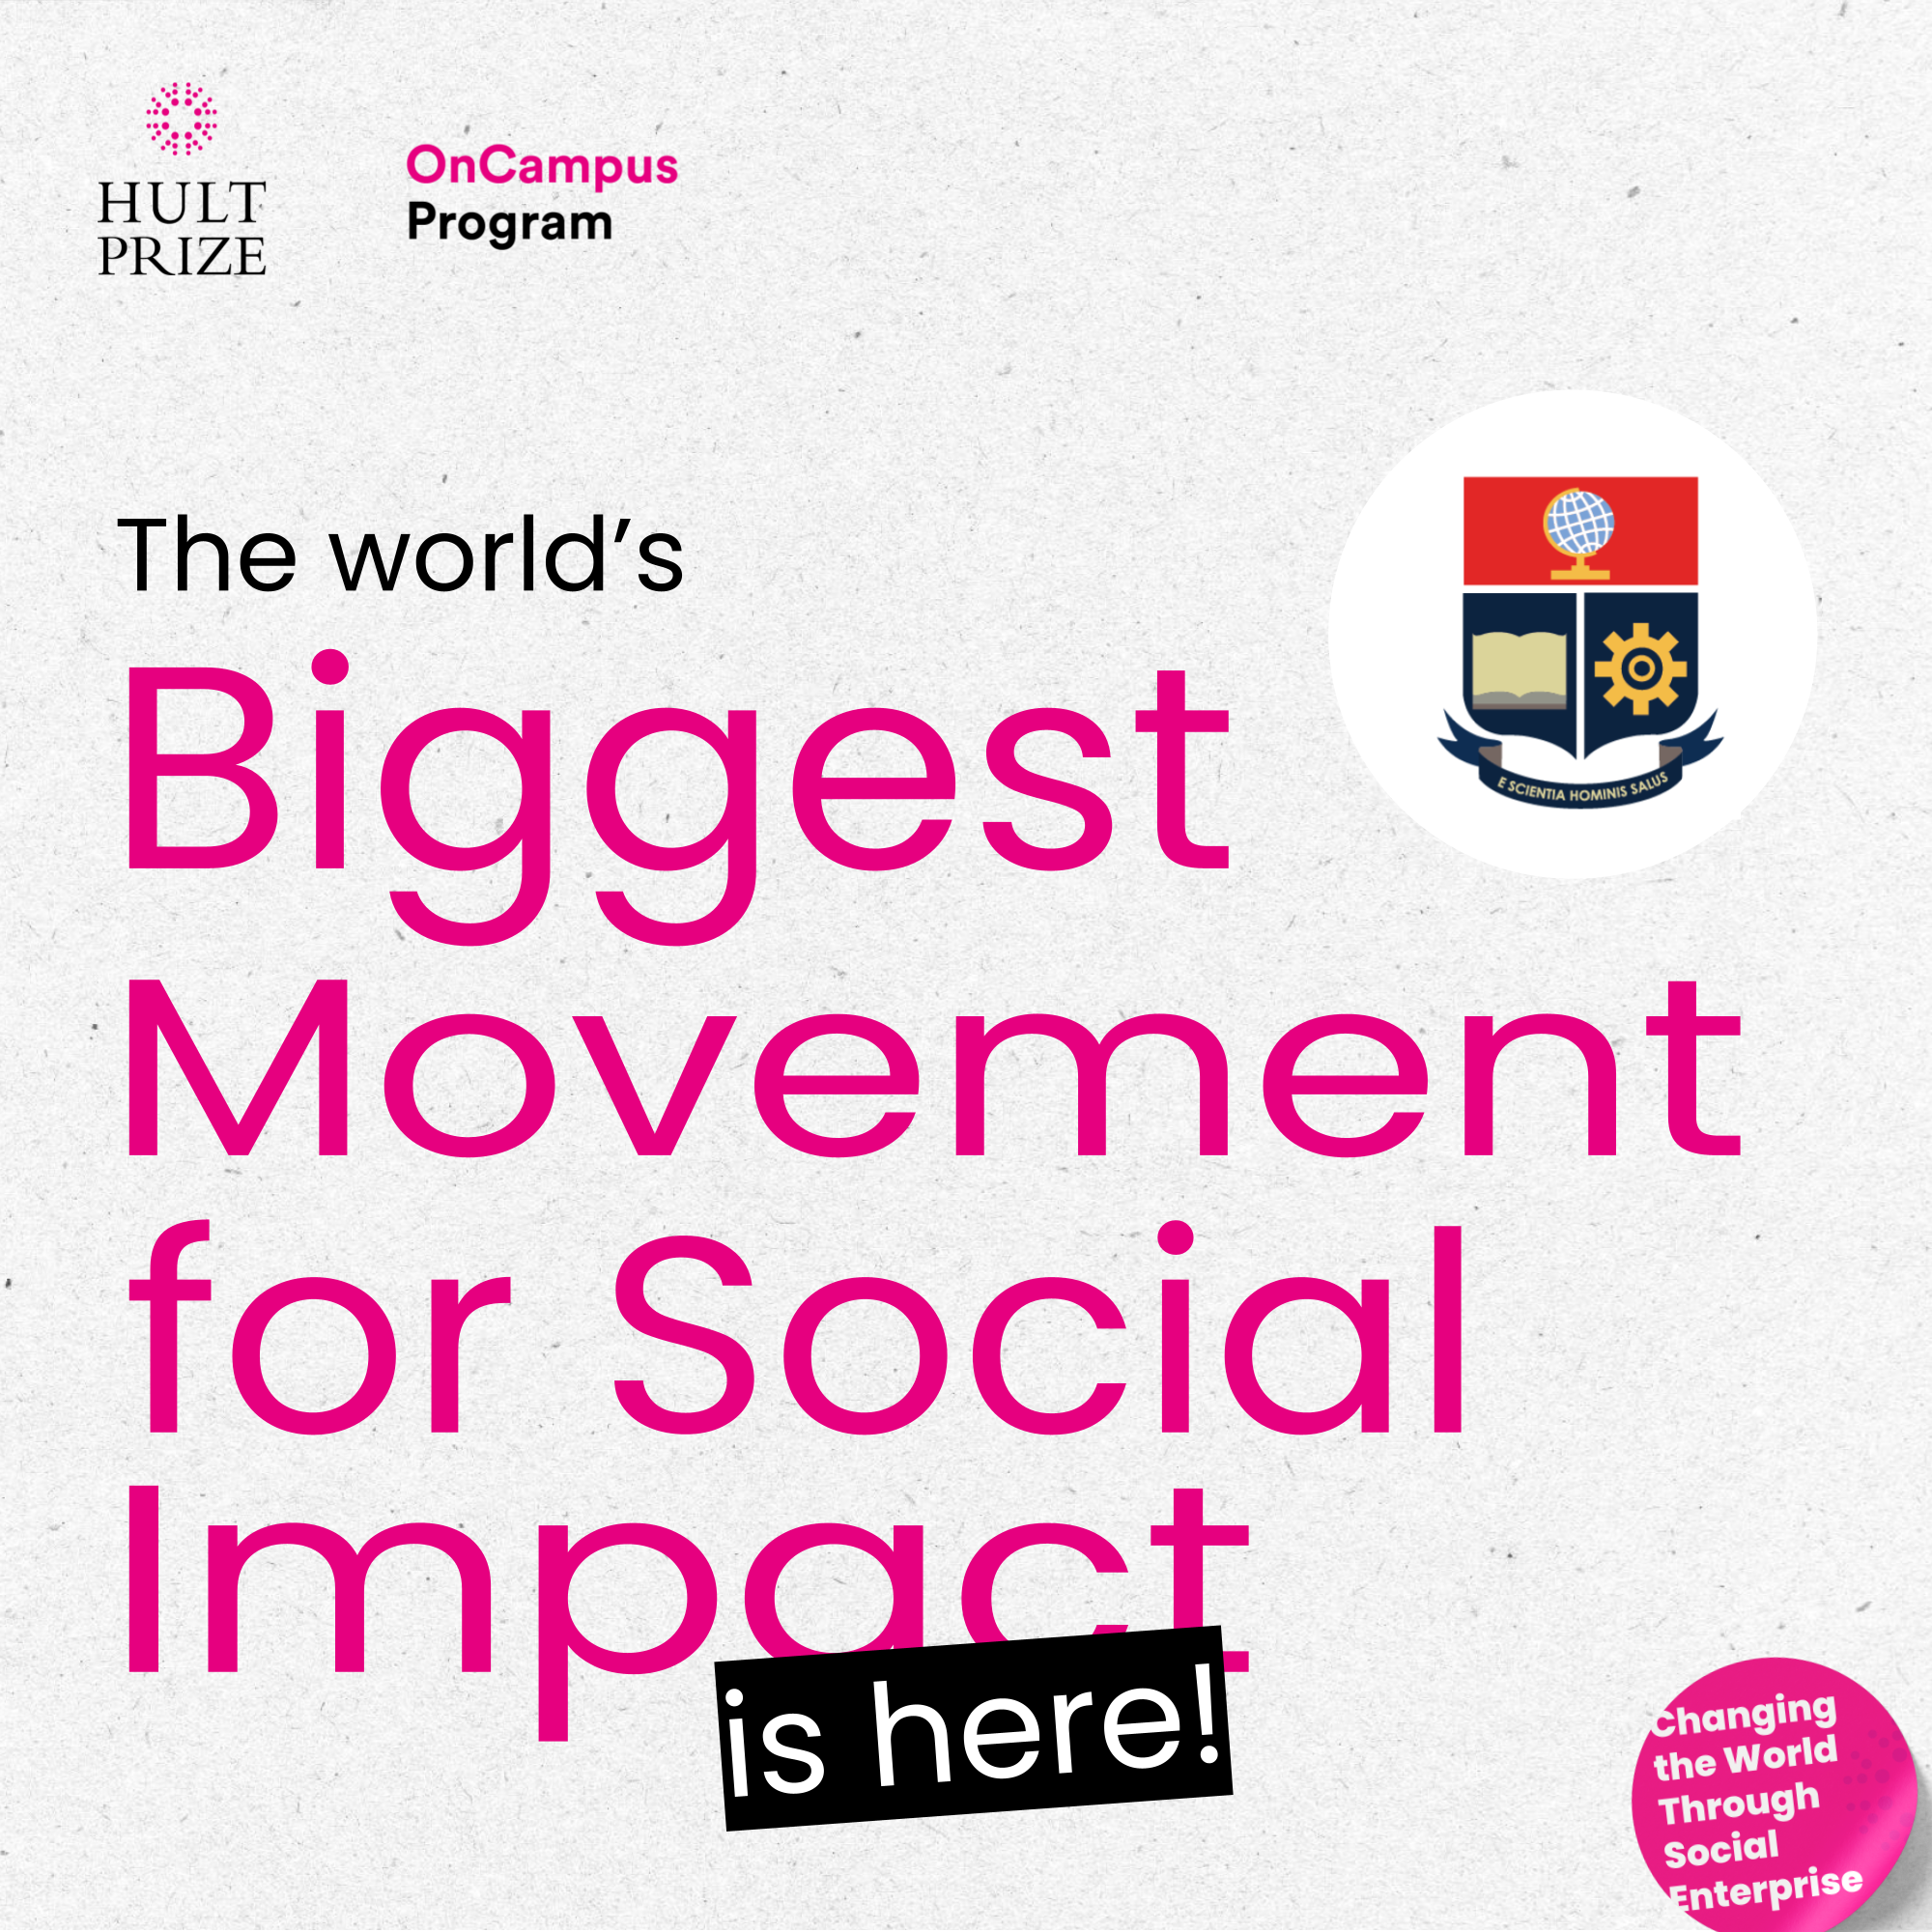 HULT
PRIZE
OnCampus
Program
The world’s
Biggest
Movement
for Social
Impact
is here!
E SCIENTIA HOMINIS SALUS
Changing
the World
Through
Social
Enterprise